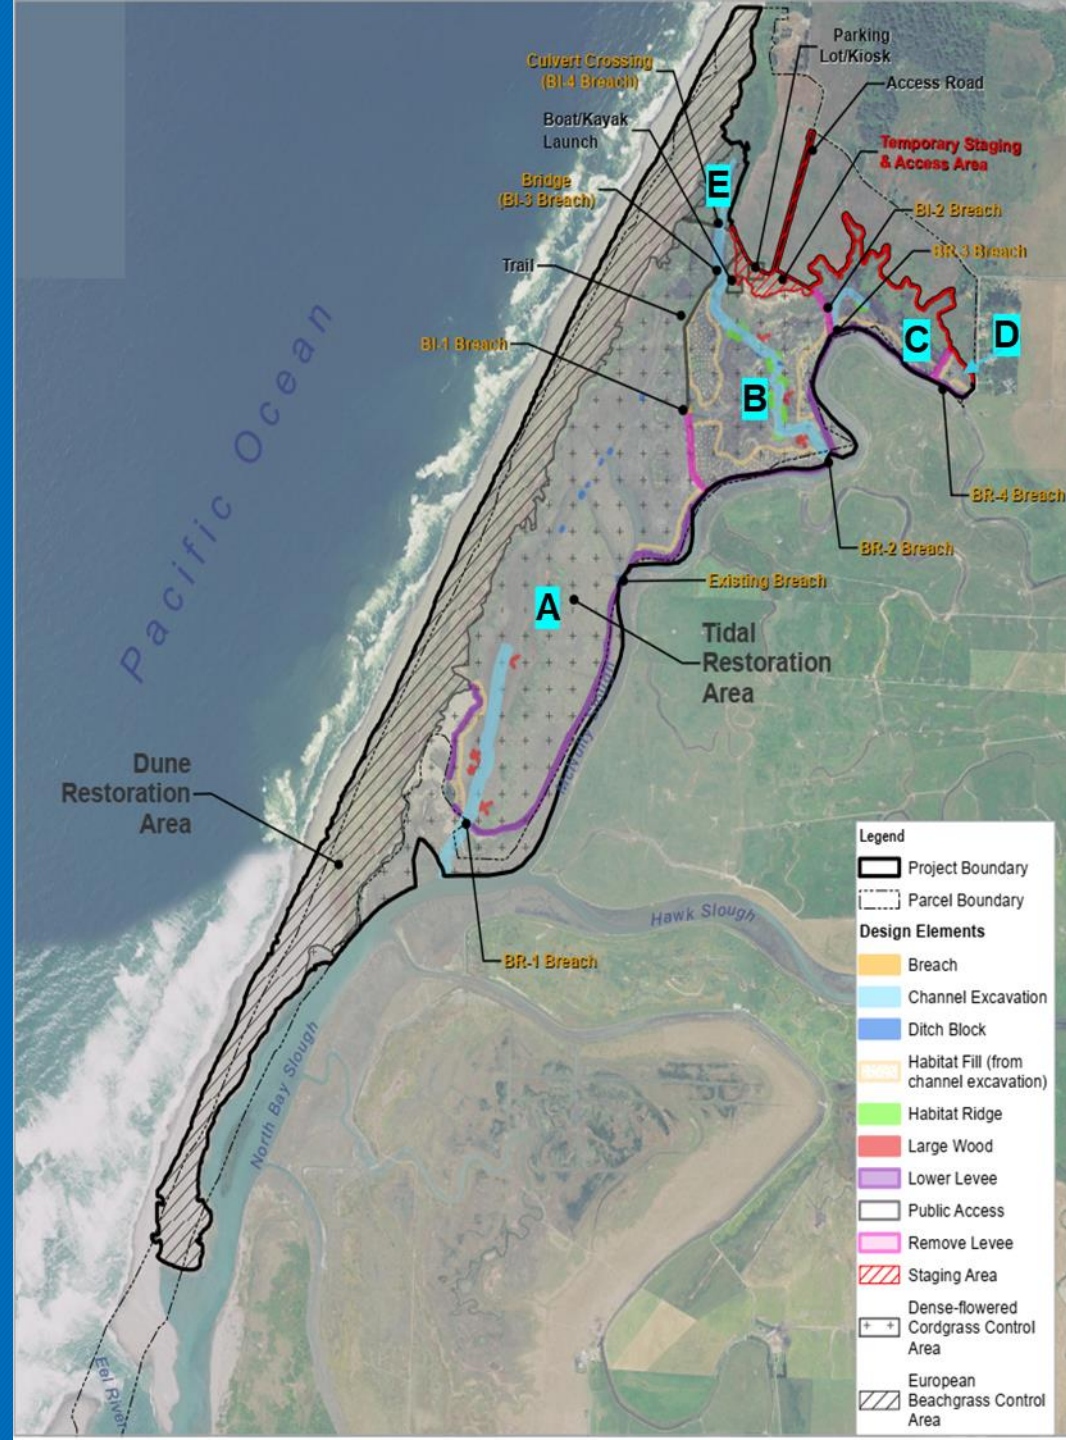 Parking
Lot/Kiosk
Culvert Crossing
(BI-4 Breach)
Access Road
Boat/Kayak
Launch
Temporary Staging
& Access Area
Bridge
(BI-3 Breach)
E
BI-2 Breach
BR-3 Breach
Trail
BI-1 Breach
C
D
B
Pacific Ocean
BR-4 Breach
BR-2 Breach
Existing Breach
A
Tidal
Restoration
Area
McNulty Slough
Dune
Restoration
Area
Hawk Slough
BR-1 Breach
North Bay Slough
Eel River
Legend
Project Boundary
Parcel Boundary
Design Elements
Breach
Channel Excavation
Ditch Block
Habitat Fill (from
channel excavation)
Habitat Ridge
Large Wood
Lower Levee
Public Access
Remove Levee
Staging Area
Dense-flowered
Cordgrass Control
Area
European
Beachgrass Control
Area